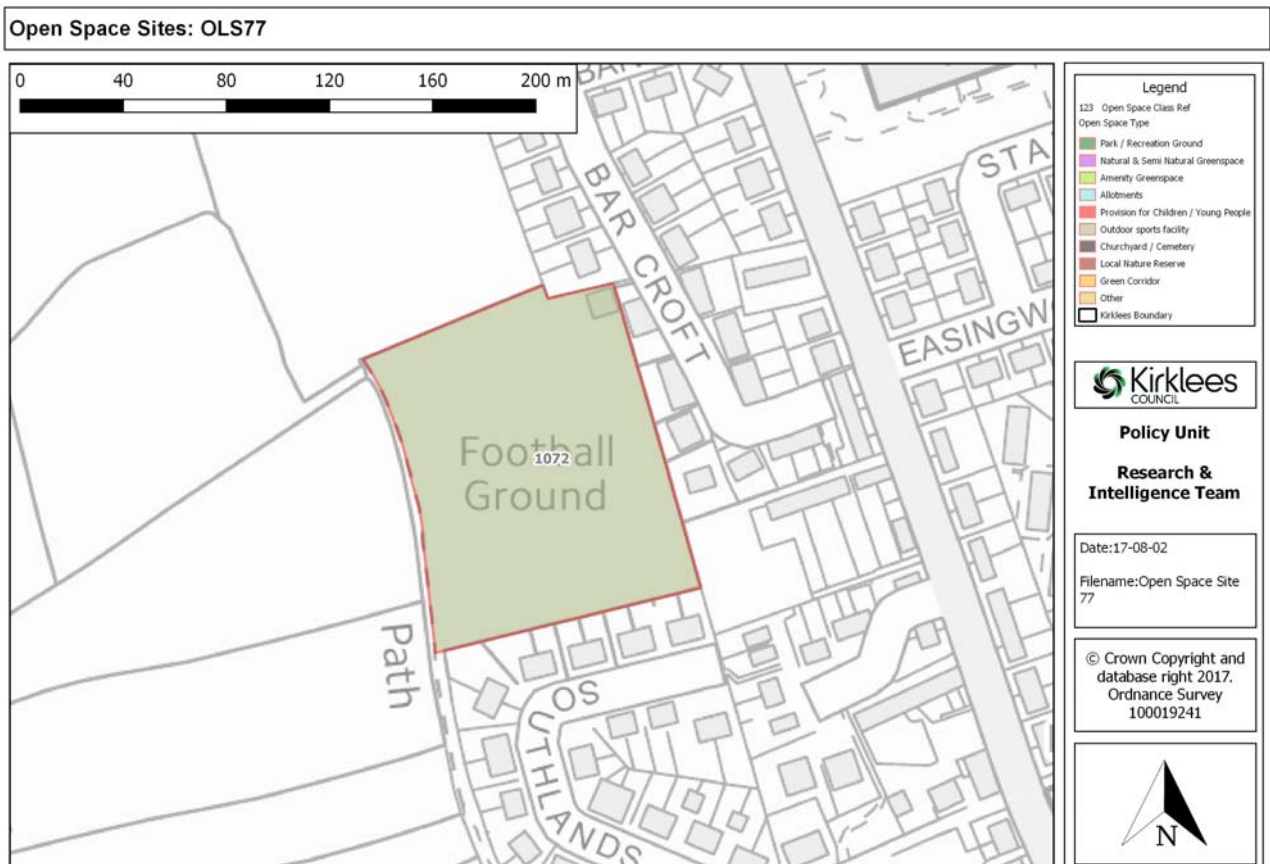 Open Space Sites: OLS77
0 40 80 120 160 200 m
BAR CROFT
STA
EASINGW
Football
1072
Ground
Path
SOUTHLANDS
Legend
123 Open Space Class Ref
Open Space Type
Park / Recreation Ground
Natural & Semi Natural Greenspace
Amenity Greenspace
Allotments
Provision for Children / Young People
Outdoor sports facility
Churchyard / Cemetery
Local Nature Reserve
Green Corridor
Other
Kirklees Boundary
Kirklees
COUNCIL
Policy Unit
Research &
Intelligence Team
Date:17-08-02
Filename:Open Space Site
77
© Crown Copyright and
database right 2017.
Ordnance Survey
100019241
N